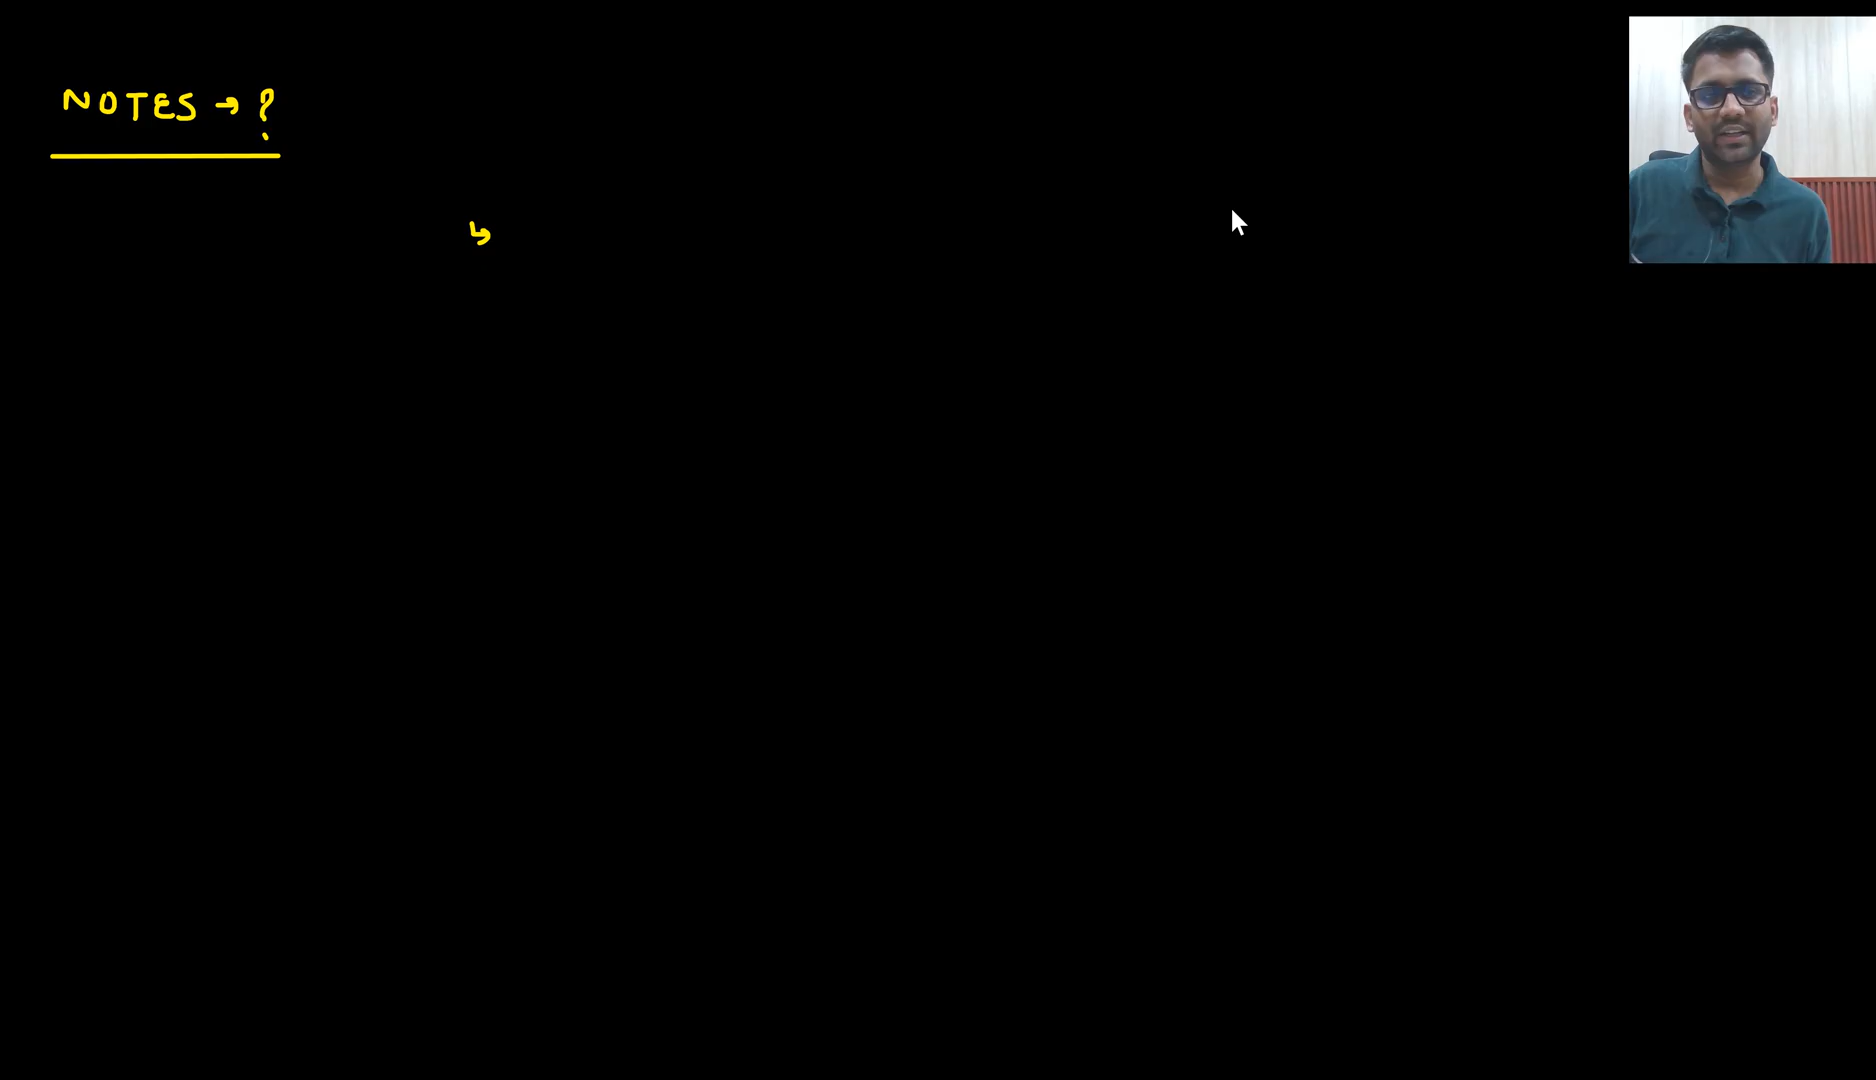 NOTES → ?
↳